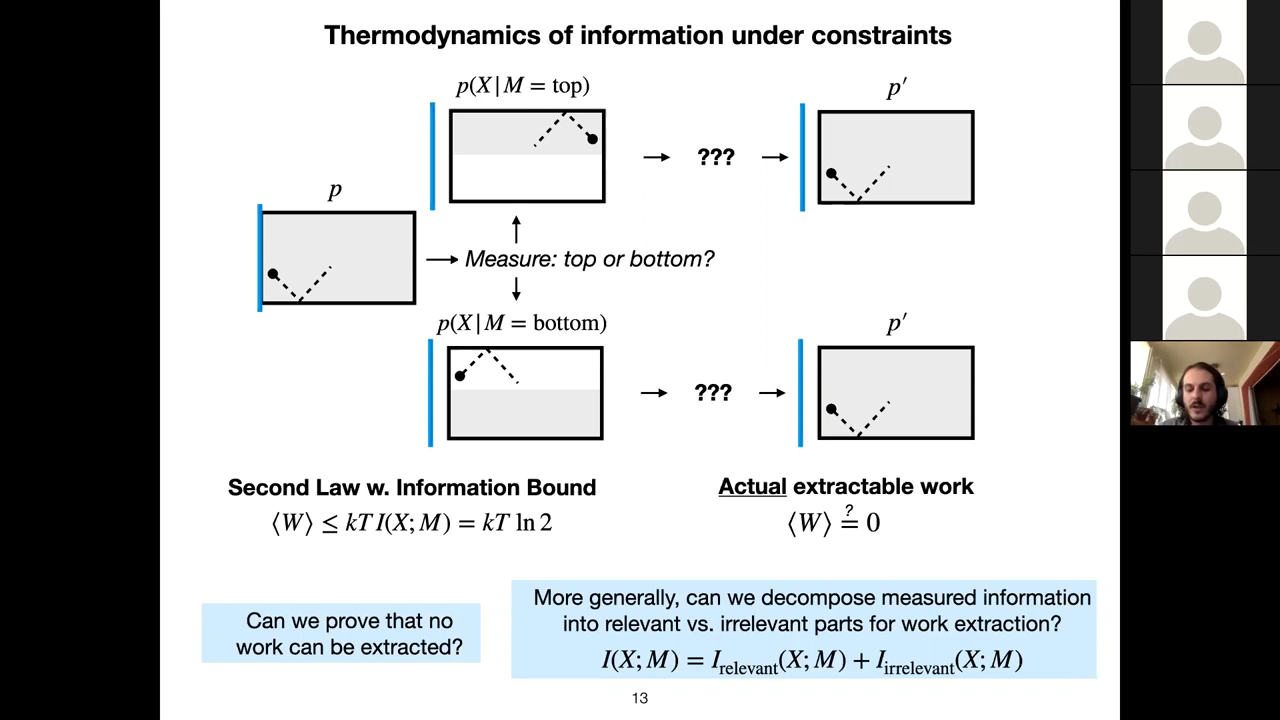 Thermodynamics of information under constraints
p(X|M = top)
p′
???
p
Measure: top or bottom?
p(X|M = bottom)
p′
???
Second Law w. Information Bound
⟨W⟩ ≤ kT I(X; M) = kT ln 2
Actual extractable work
⟨W⟩ ≟ 0
Can we prove that no
work can be extracted?
More generally, can we decompose measured information
into relevant vs. irrelevant parts for work extraction?
I(X; M) = I_relevant(X; M) + I_irrelevant(X; M)
13